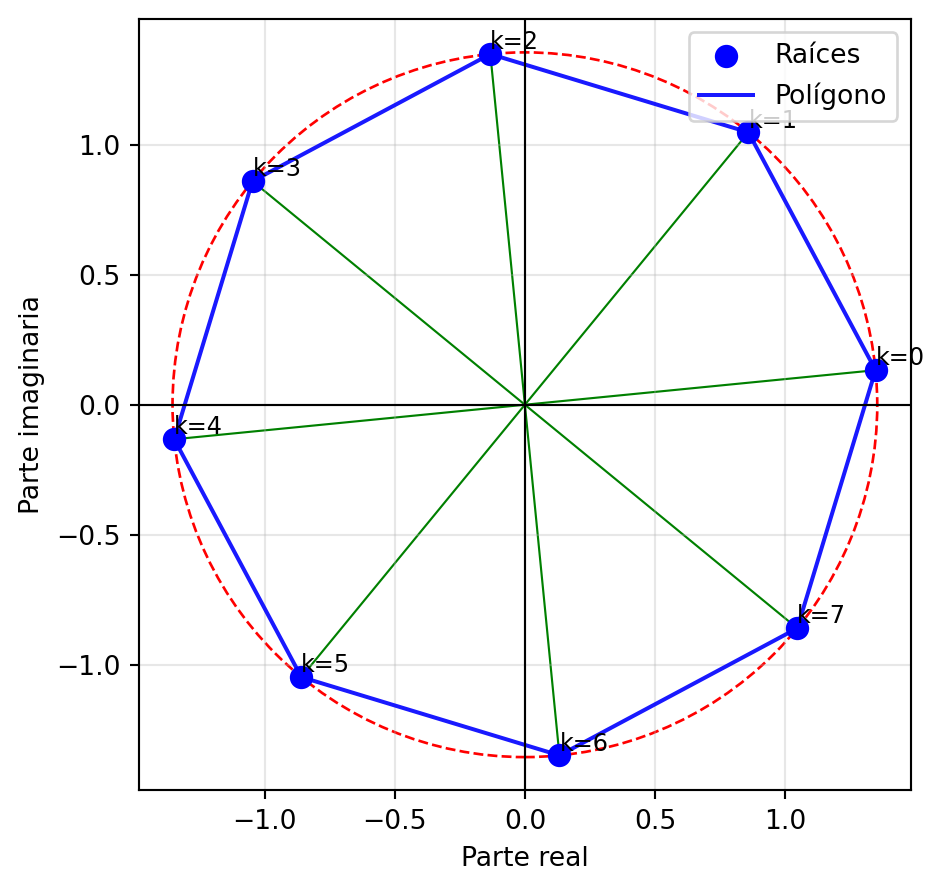 k=2
Raíces
Polígono
k=1
k=3
k=0
k=4
k=5
k=7
k=6
1.0
0.5
0.0
−0.5
−1.0
Parte imaginaria
−1.0
−0.5
0.0
0.5
1.0
Parte real